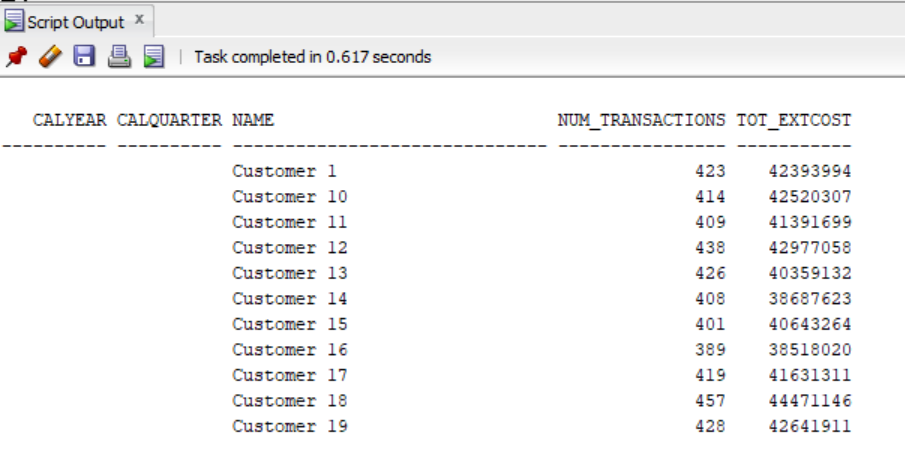 Script Output x
Task completed in 0.617 seconds
CALYEAR CALQUARTER NAME NUM_TRANSACTIONS TOT_EXTCOST
---------- ---------- ------------------------------ ---------------- -----------
Customer 1 423 42393994
Customer 10 414 42520307
Customer 11 409 41391699
Customer 12 438 42977058
Customer 13 426 40359132
Customer 14 408 38687623
Customer 15 401 40643264
Customer 16 389 38518020
Customer 17 419 41631311
Customer 18 457 44471146
Customer 19 428 42641911